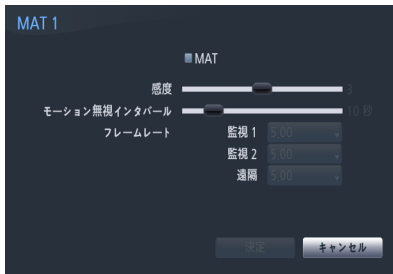 MAT 1
MAT
感度 3
モーション無視インタバール 10 秒
フレームレート 監視 1 5.00
監視 2 5.00
遠隔 5.00
決定 キャンセル